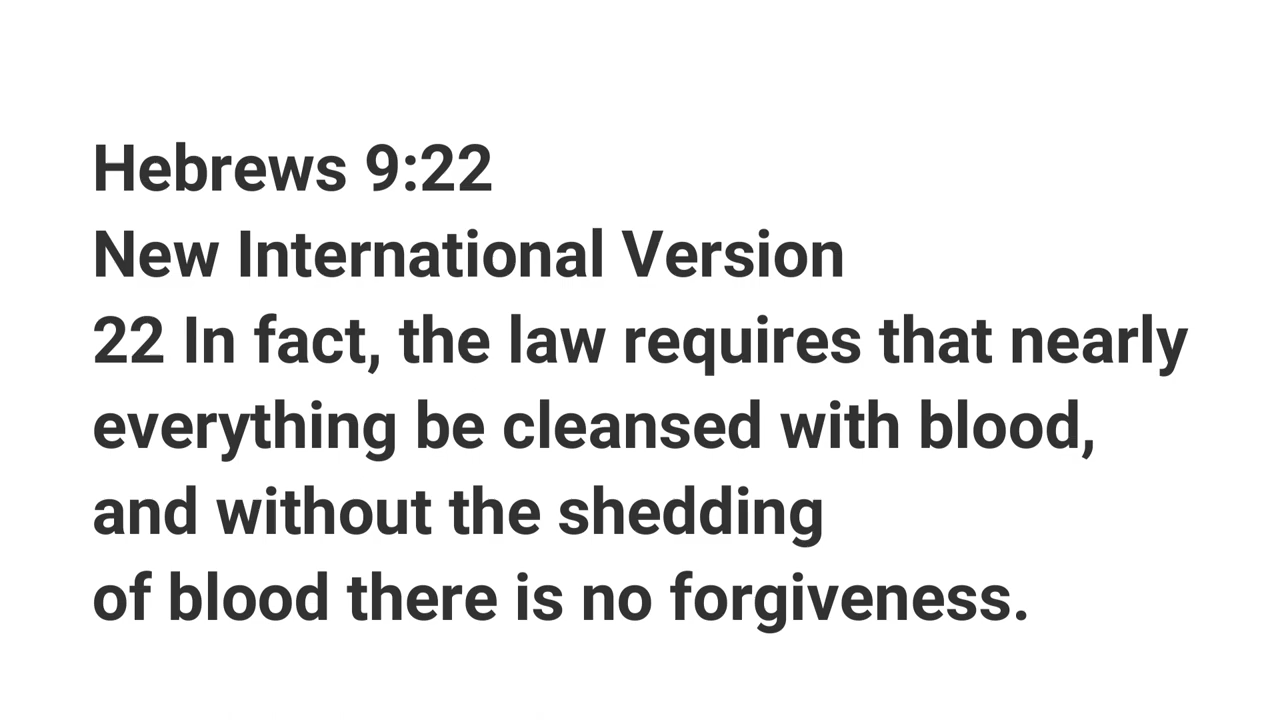 Hebrews 9:22
New International Version
22 In fact, the law requires that nearly
everything be cleansed with blood,
and without the shedding
of blood there is no forgiveness.